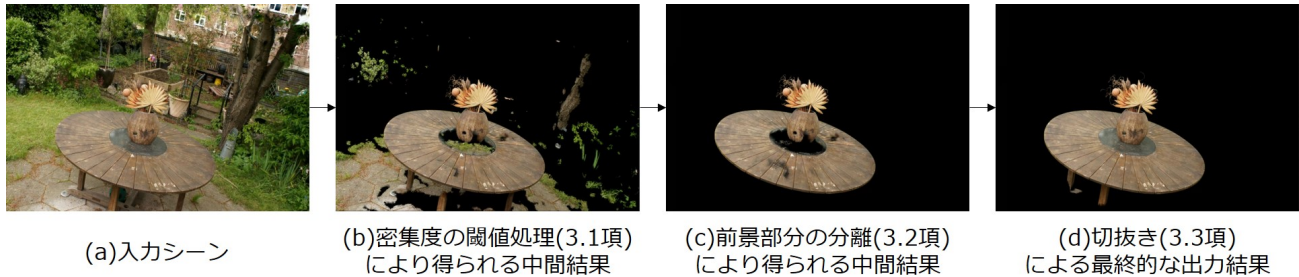 (a)入力シーン
(b)密集度の閾値処理(3.1項)
により得られる中間結果
(c)前景部分の分離(3.2項)
により得られる中間結果
(d)切抜き(3.3項)
による最終的な出力結果